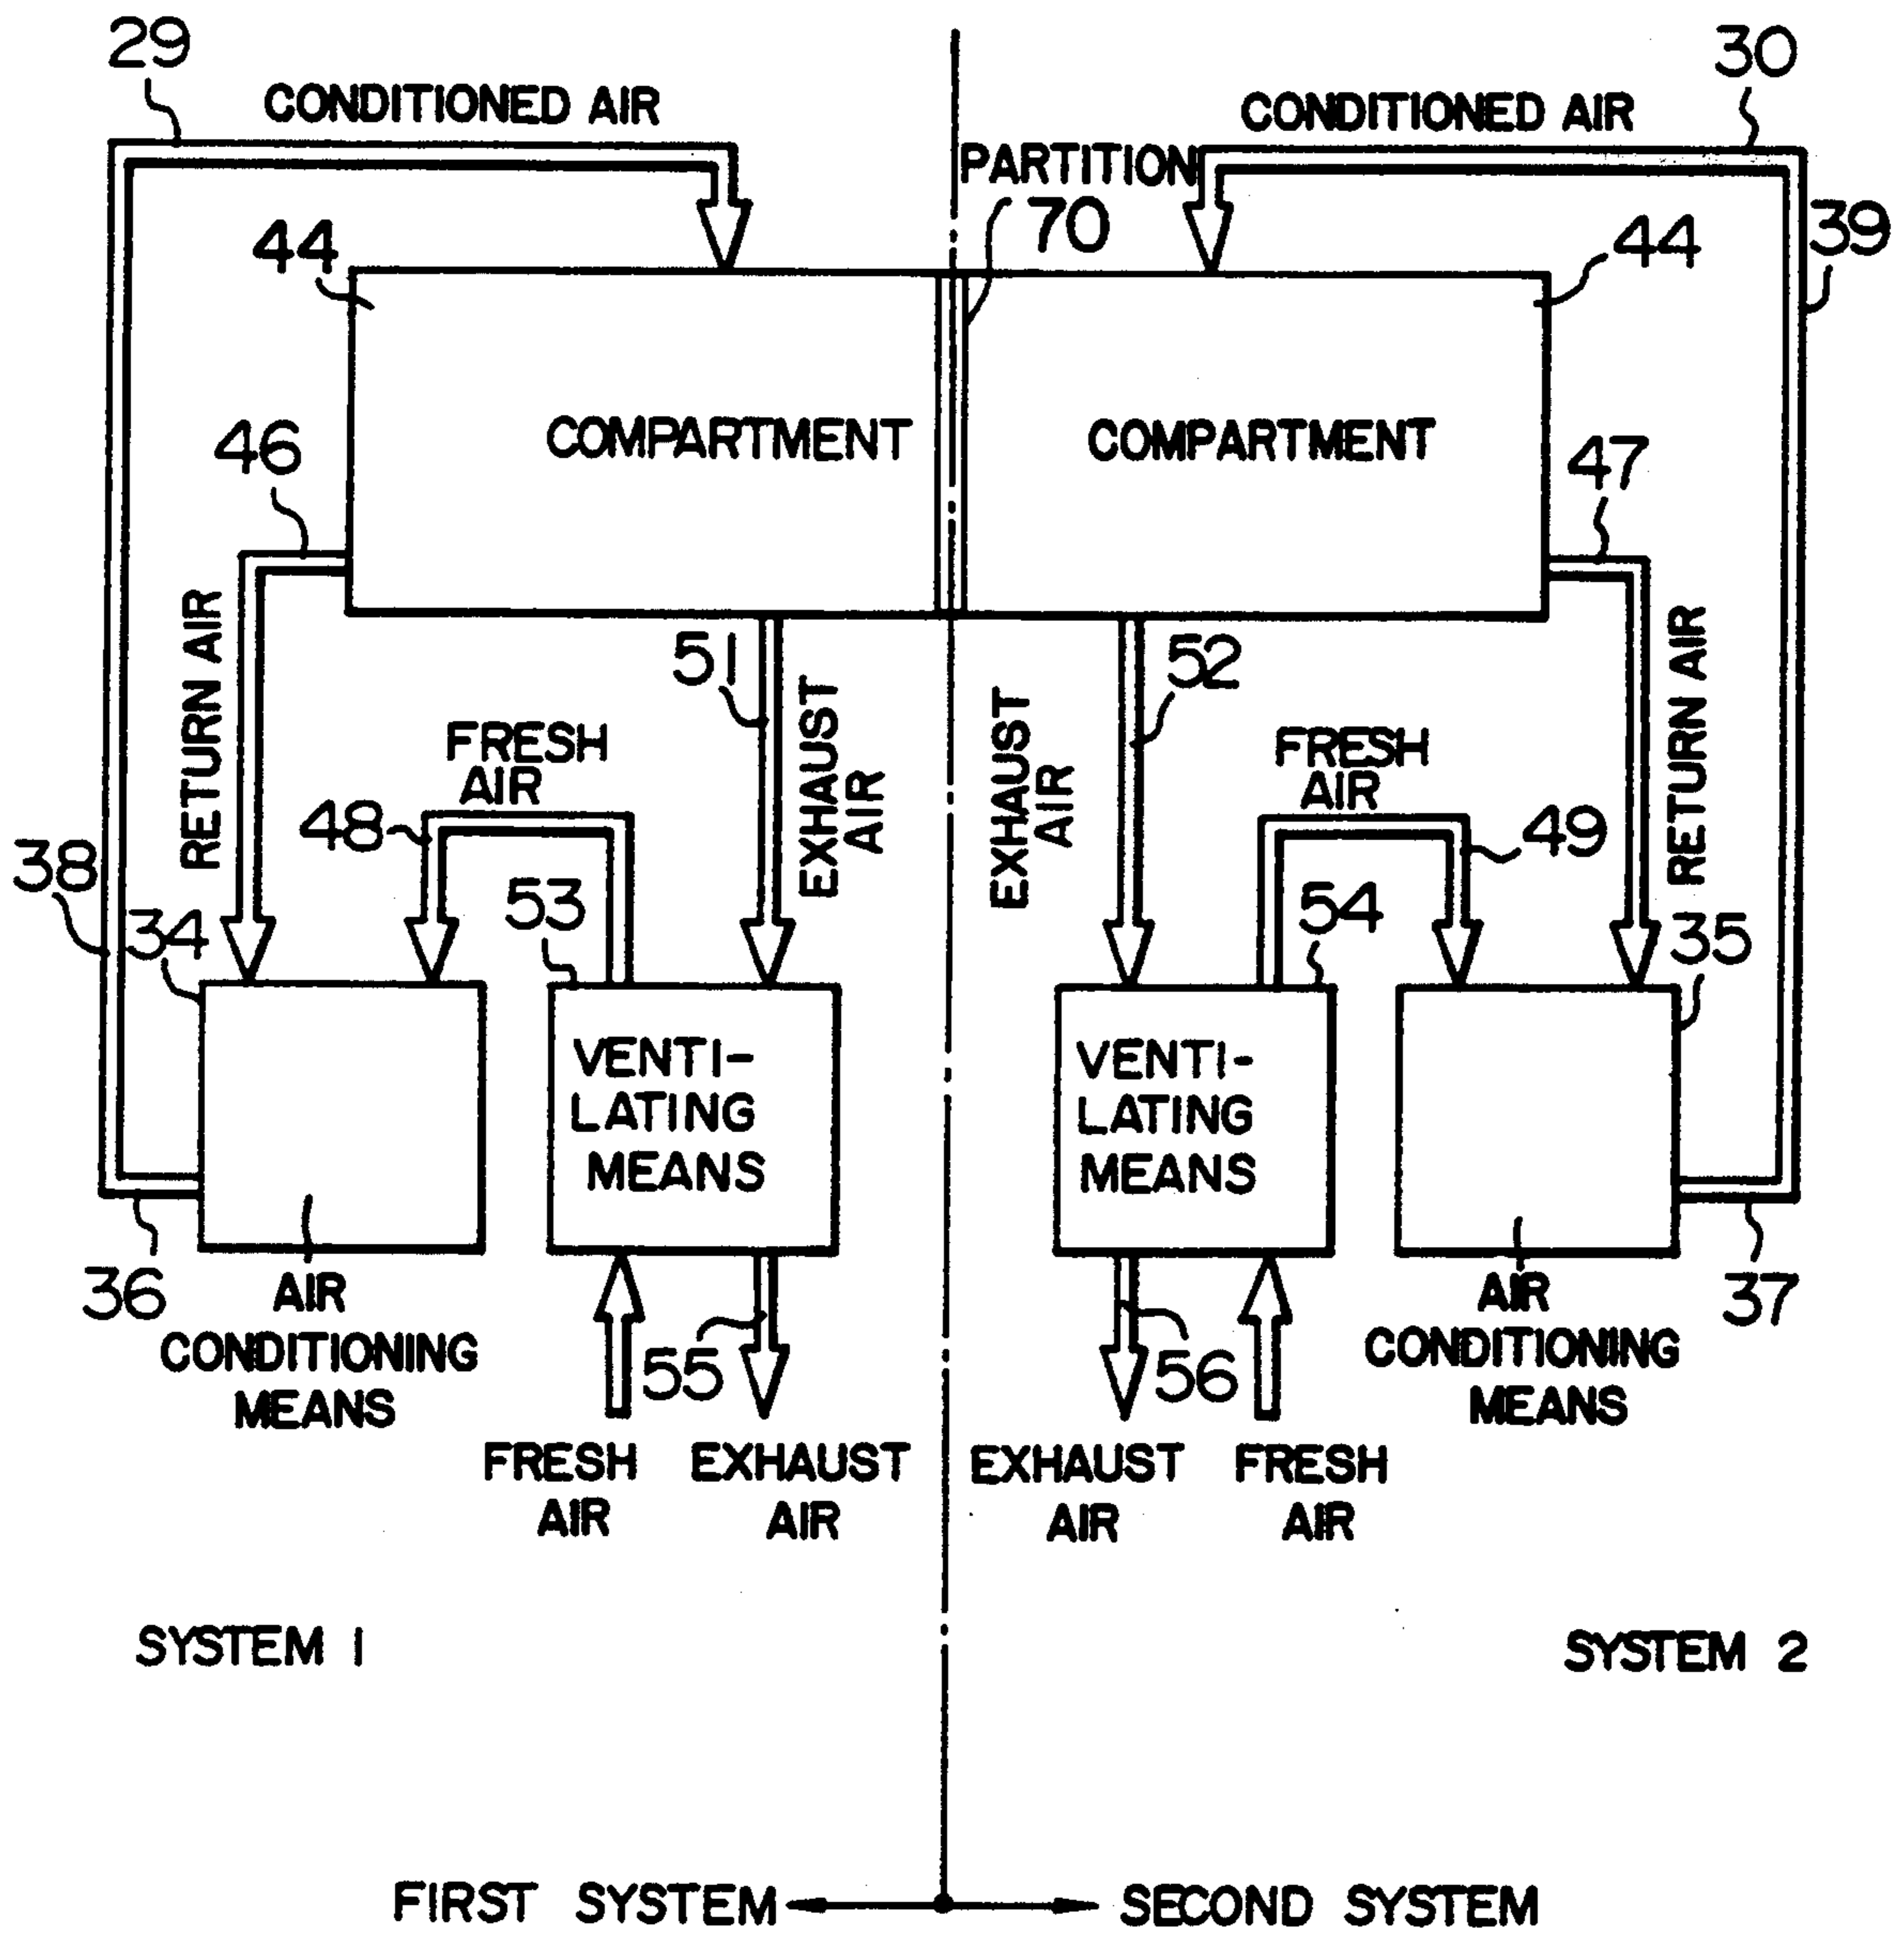 29
CONDITIONED AIR
30
CONDITIONED AIR
PARTITION
70
44
44
39
COMPARTMENT
COMPARTMENT
46
47
RETURN AIR
51
EXHAUST
AIR
EXHAUST
AIR
52
RETURN AIR
FRESH
AIR
FRESH
AIR
48
49
38
34
53
54
35
VENTI-
LATING
MEANS
VENTI-
LATING
MEANS
36
AIR
CONDITIONING
MEANS
55
56
AIR
CONDITIONING
MEANS
37
FRESH
AIR
EXHAUST
AIR
EXHAUST
AIR
FRESH
AIR
SYSTEM 1
SYSTEM 2
FIRST SYSTEM
SECOND SYSTEM